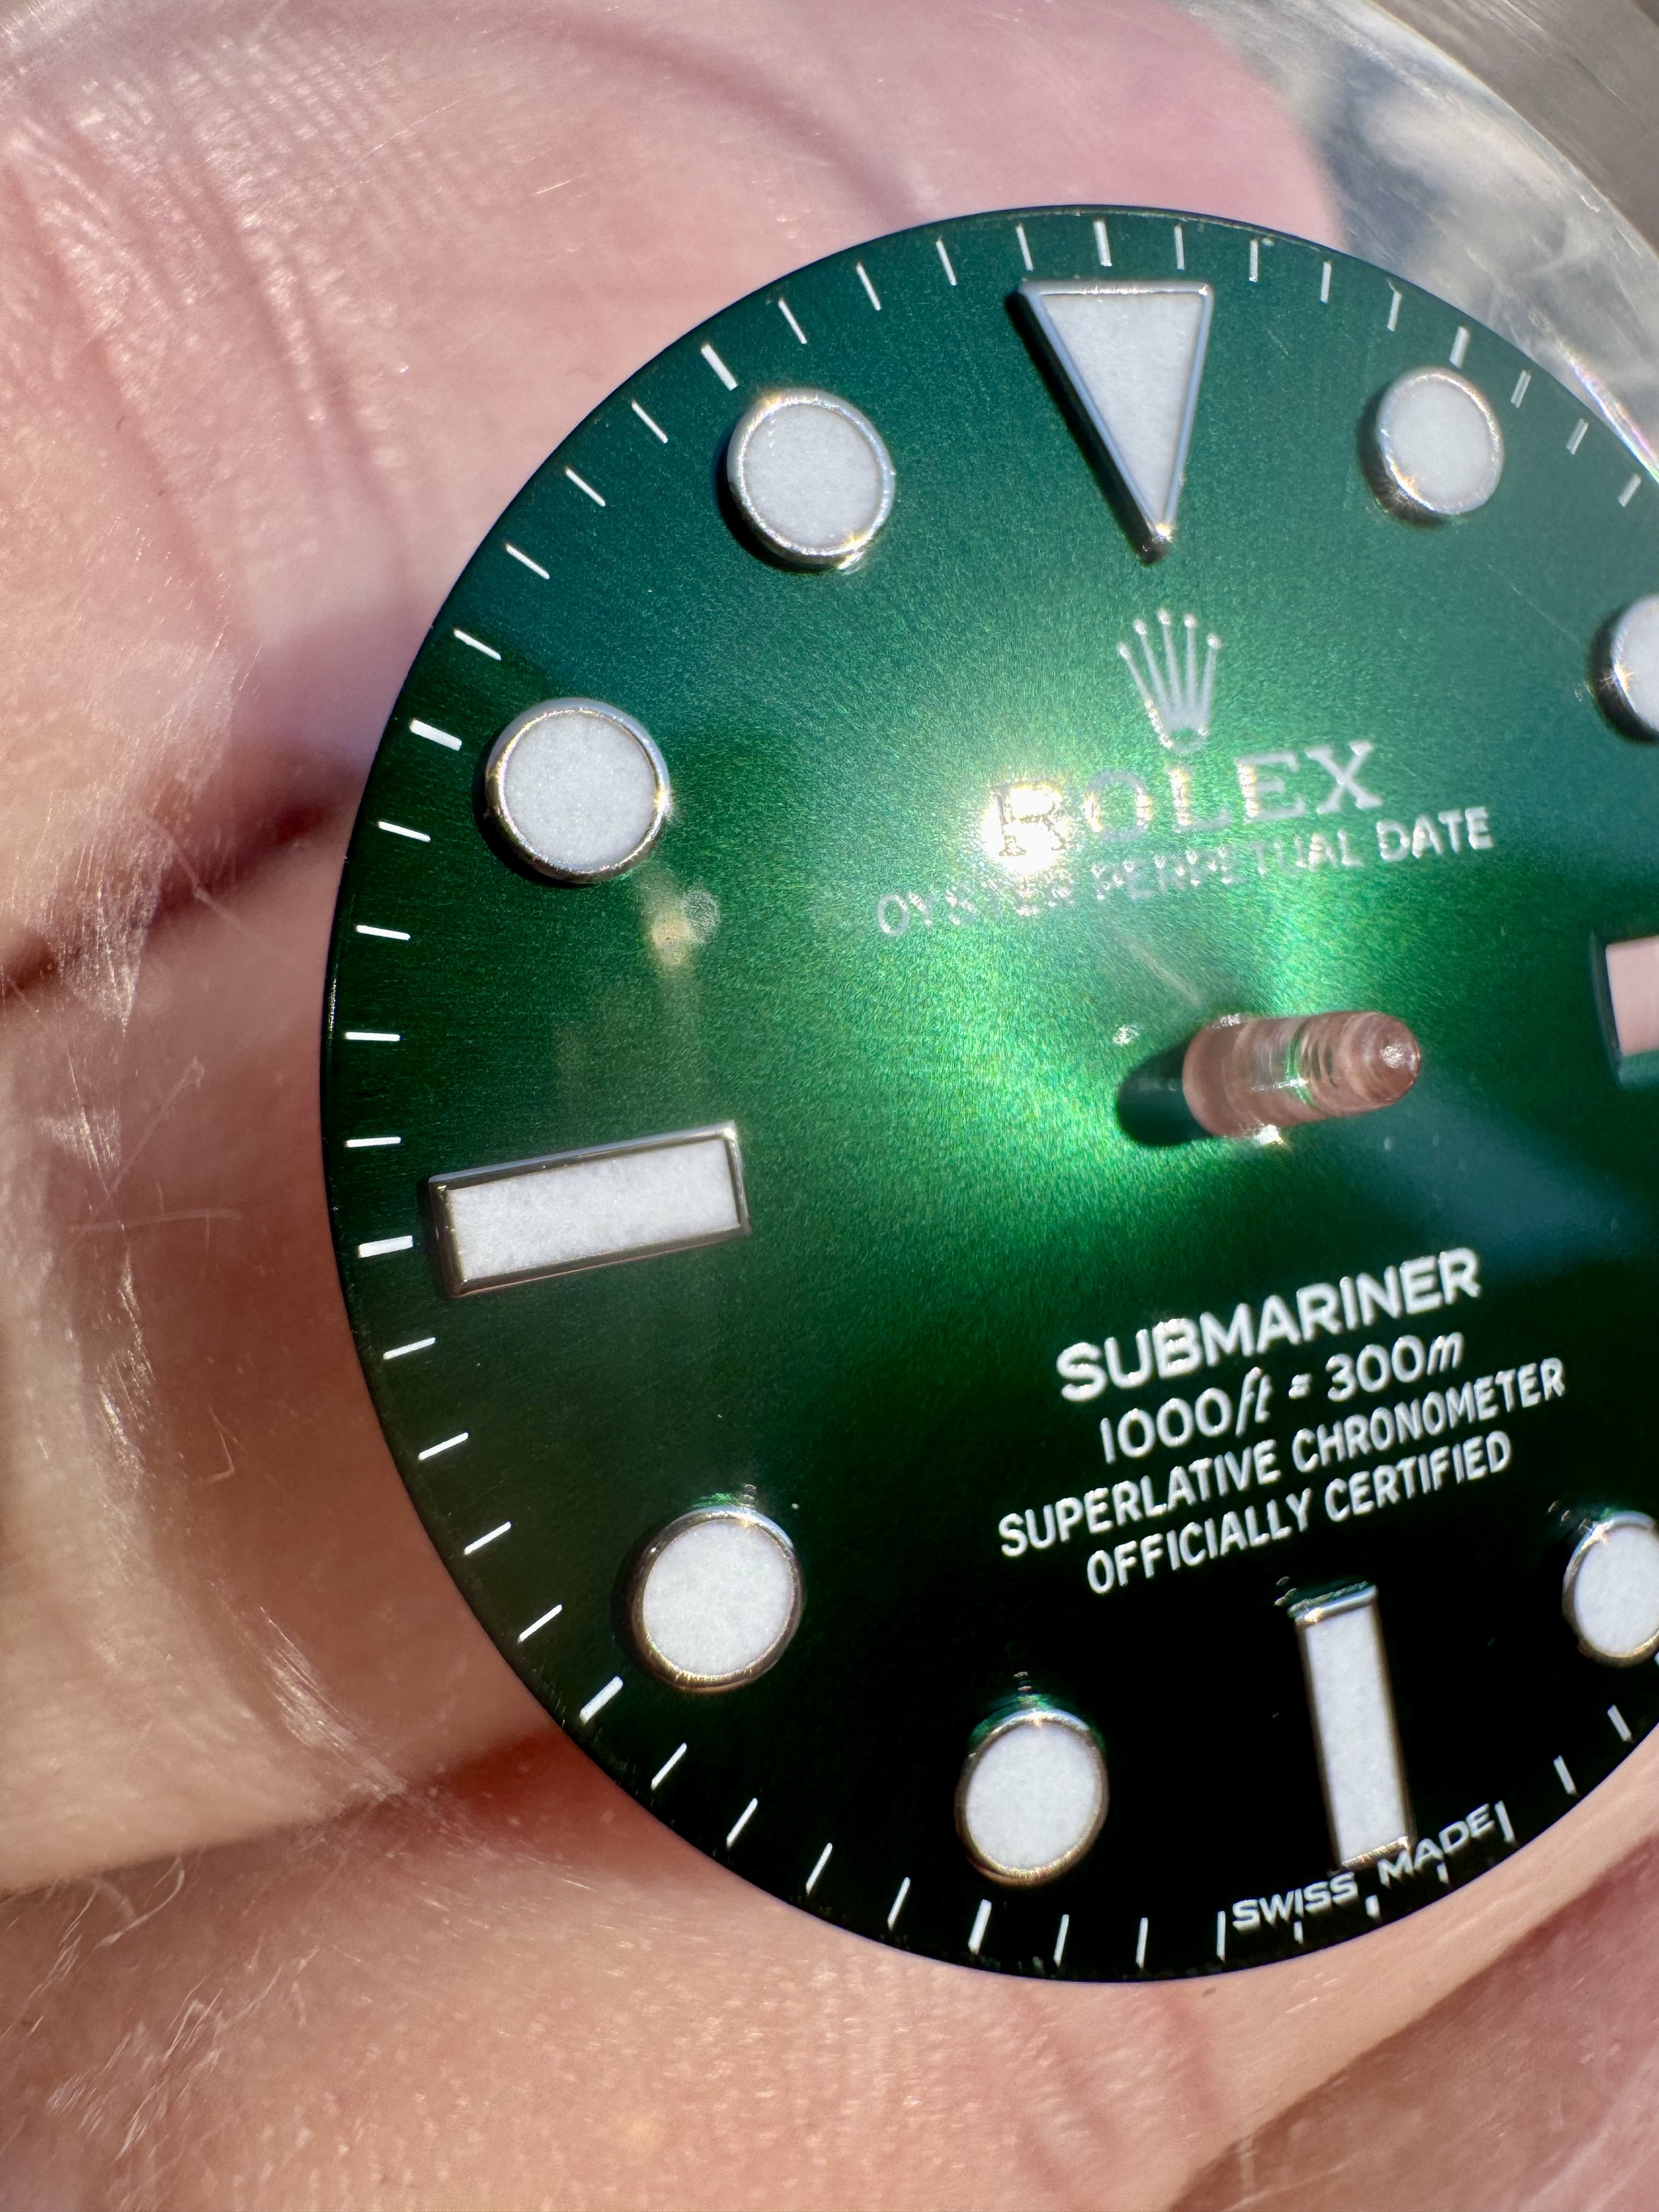 ROLEX
OYSTER PERPETUAL DATE
SUBMARINER
1000ft = 300m
SUPERLATIVE CHRONOMETER
OFFICIALLY CERTIFIED
SWISS MADE